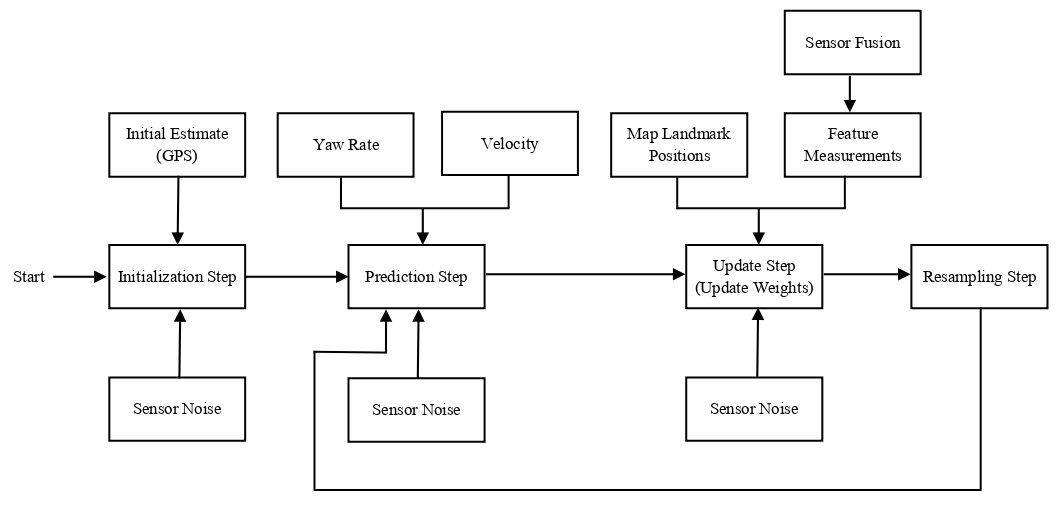 Sensor Fusion
Initial Estimate
(GPS)
Yaw Rate
Velocity
Map Landmark
Positions
Feature
Measurements
Start
Initialization Step
Prediction Step
Update Step
(Update Weights)
Resampling Step
Sensor Noise
Sensor Noise
Sensor Noise